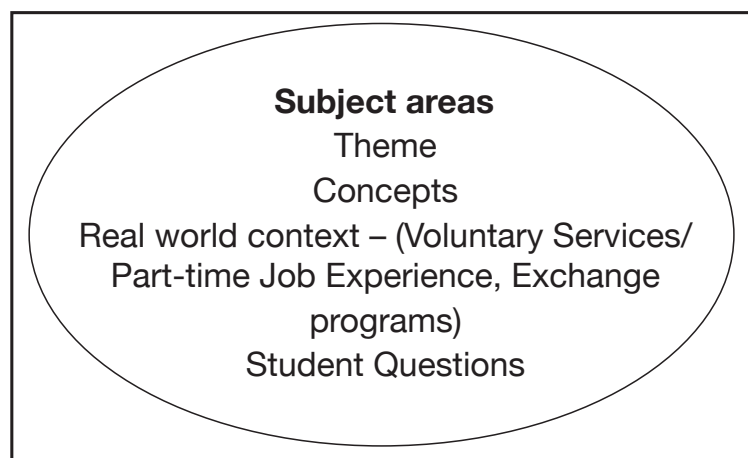 Subject areas
Theme
Concepts
Real world context – (Voluntary Services/
Part-time Job Experience, Exchange
programs)
Student Questions